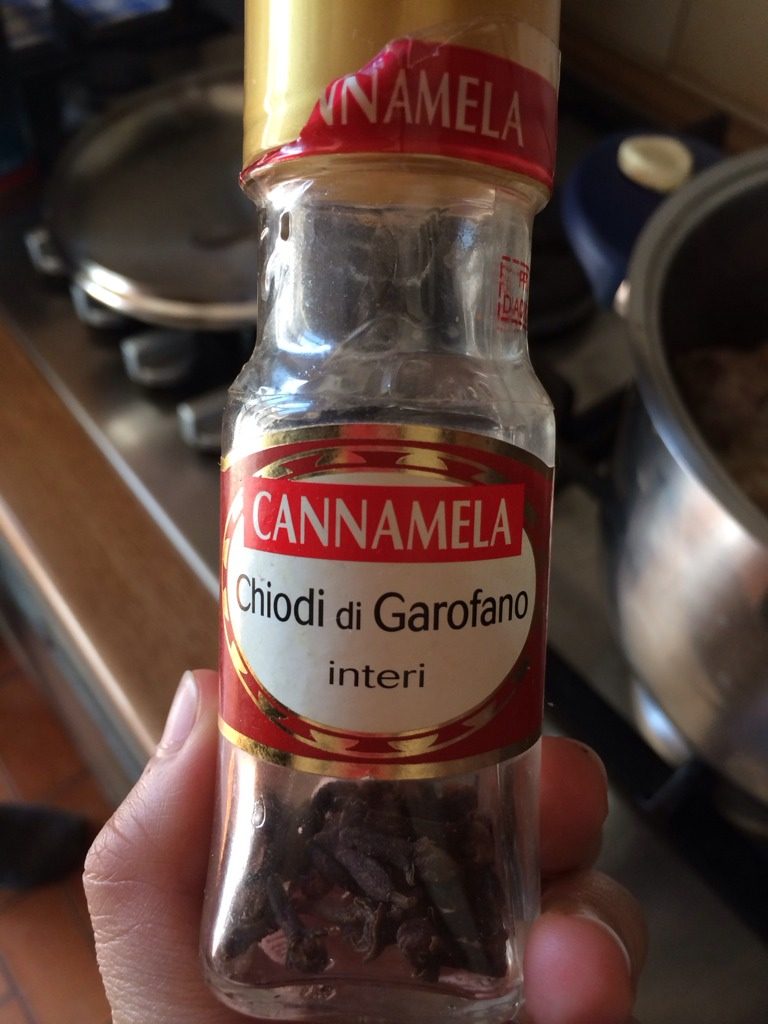 NNAMELA
CANNAMELA
Chiodi di Garofano
interi